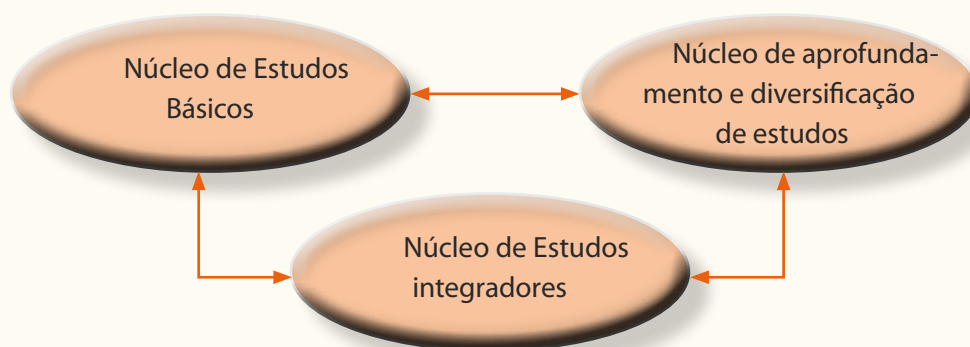 Núcleo de Estudos
Básicos
Núcleo de aprofunda-
mento e diversificação
de estudos
Núcleo de Estudos
integradores